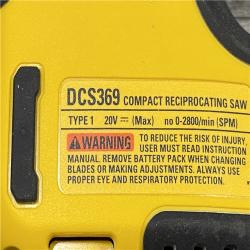 DCS369 COMPACT RECIPROCATING SAW
TYPE 1 20V ⎓ (Max) no 0-2800/min (SPM)
⚠WARNING TO REDUCE THE RISK OF INJURY,
USER MUST READ INSTRUCTION
MANUAL. REMOVE BATTERY PACK WHEN CHANGING
BLADES OR MAKING ADJUSTMENTS. ALWAYS USE
PROPER EYE AND RESPIRATORY PROTECTION.